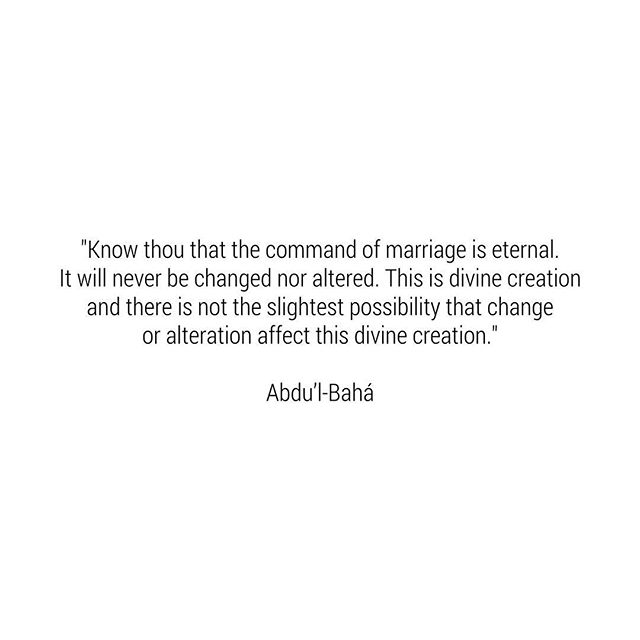 "Know thou that the command of marriage is eternal.
It will never be changed nor altered. This is divine creation
and there is not the slightest possibility that change
or alteration affect this divine creation."
Abdu’l-Bahá